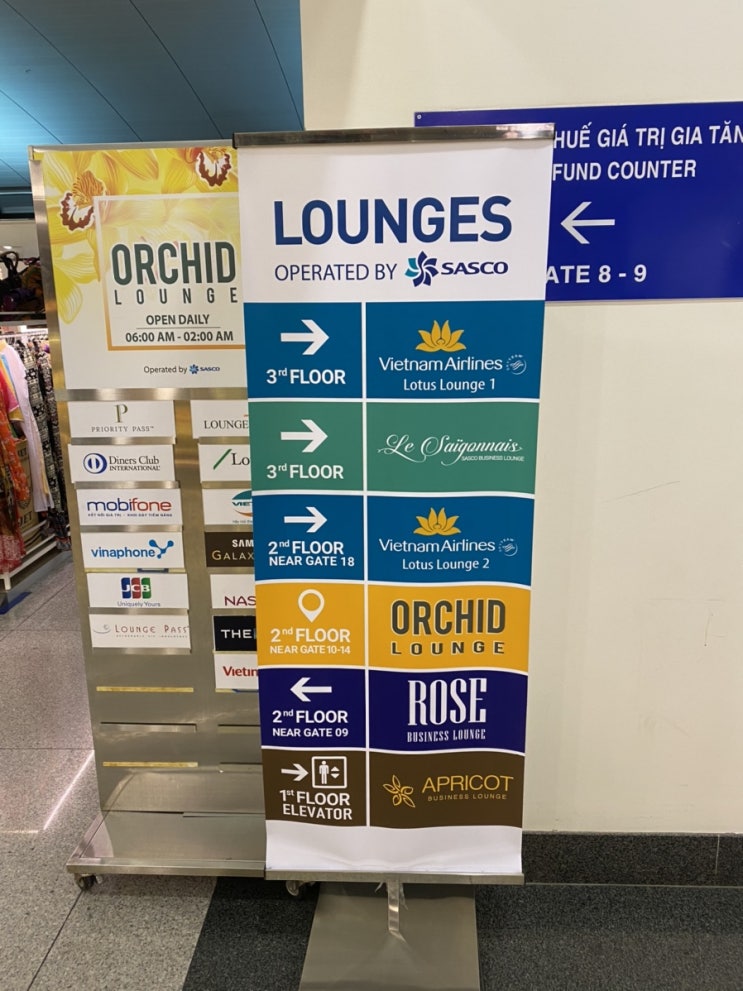 ORCHID
LOUNGE
OPEN DAILY
06:00 AM - 02:00 AM
Operated by SASCO
P
PRIORITY PASS
LOUNGE
Diners Club
INTERNATIONAL
mobifone
vinaphone
SAM
GALAX
JCB
Uniquely Yours
NAS
LOUNGE PASS
THE
Vietin
LOUNGES
OPERATED BY SASCO
3rd FLOOR
Vietnam Airlines
Lotus Lounge 1
3rd FLOOR
Le Saïgonnais
SASCO BUSINESS LOUNGE
2nd FLOOR
NEAR GATE 18
Vietnam Airlines
Lotus Lounge 2
2nd FLOOR
NEAR GATE 10-14
ORCHID
LOUNGE
2nd FLOOR
NEAR GATE 09
ROSE
BUSINESS LOUNGE
1st FLOOR
ELEVATOR
APRICOT
BUSINESS LOUNGE
HUẾ GIÁ TRỊ GIA TĂN
FUND COUNTER
ATE 8 - 9